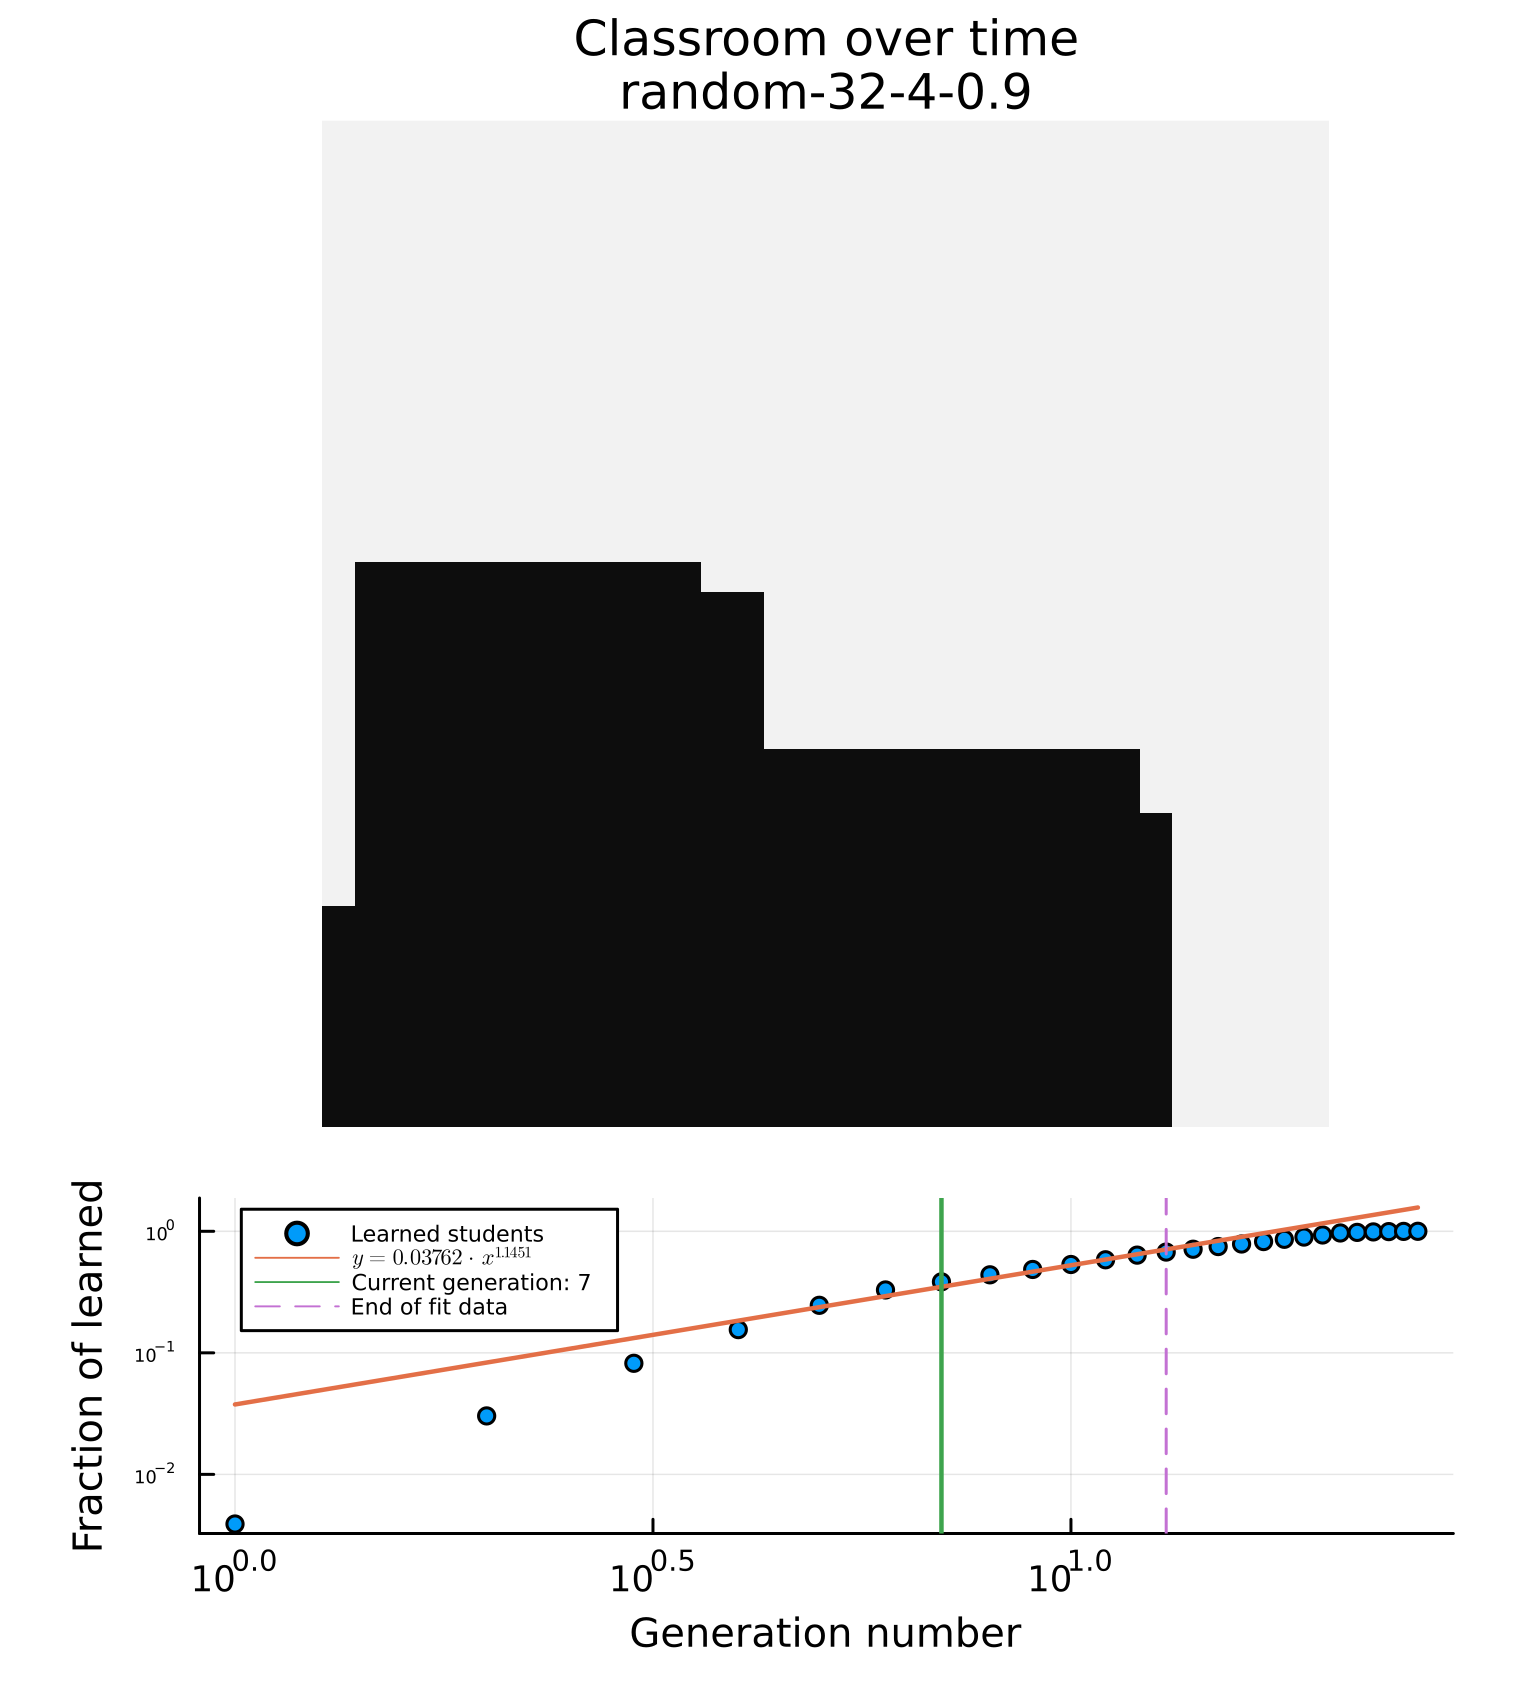 Classroom over time
random-32-4-0.9
Fraction of learned
10^0
10^-1
10^-2
Learned students
y = 0.03762 · x^1.1451
Current generation: 7
End of fit data
10^0.0
10^0.5
10^1.0
Generation number